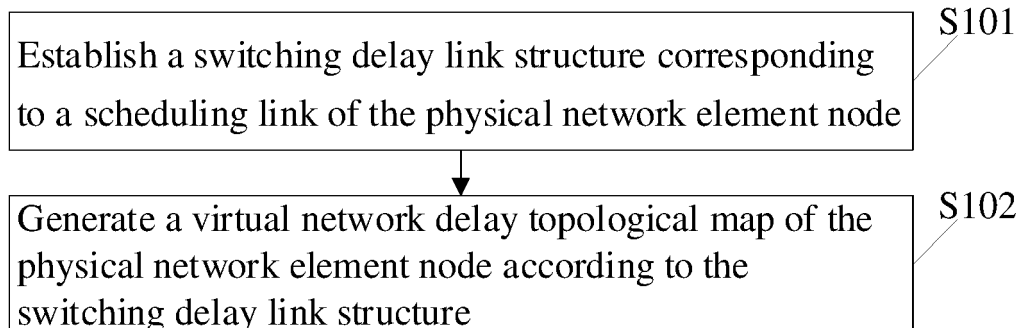 S101
Establish a switching delay link structure corresponding
to a scheduling link of the physical network element node
S102
Generate a virtual network delay topological map of the
physical network element node according to the
switching delay link structure